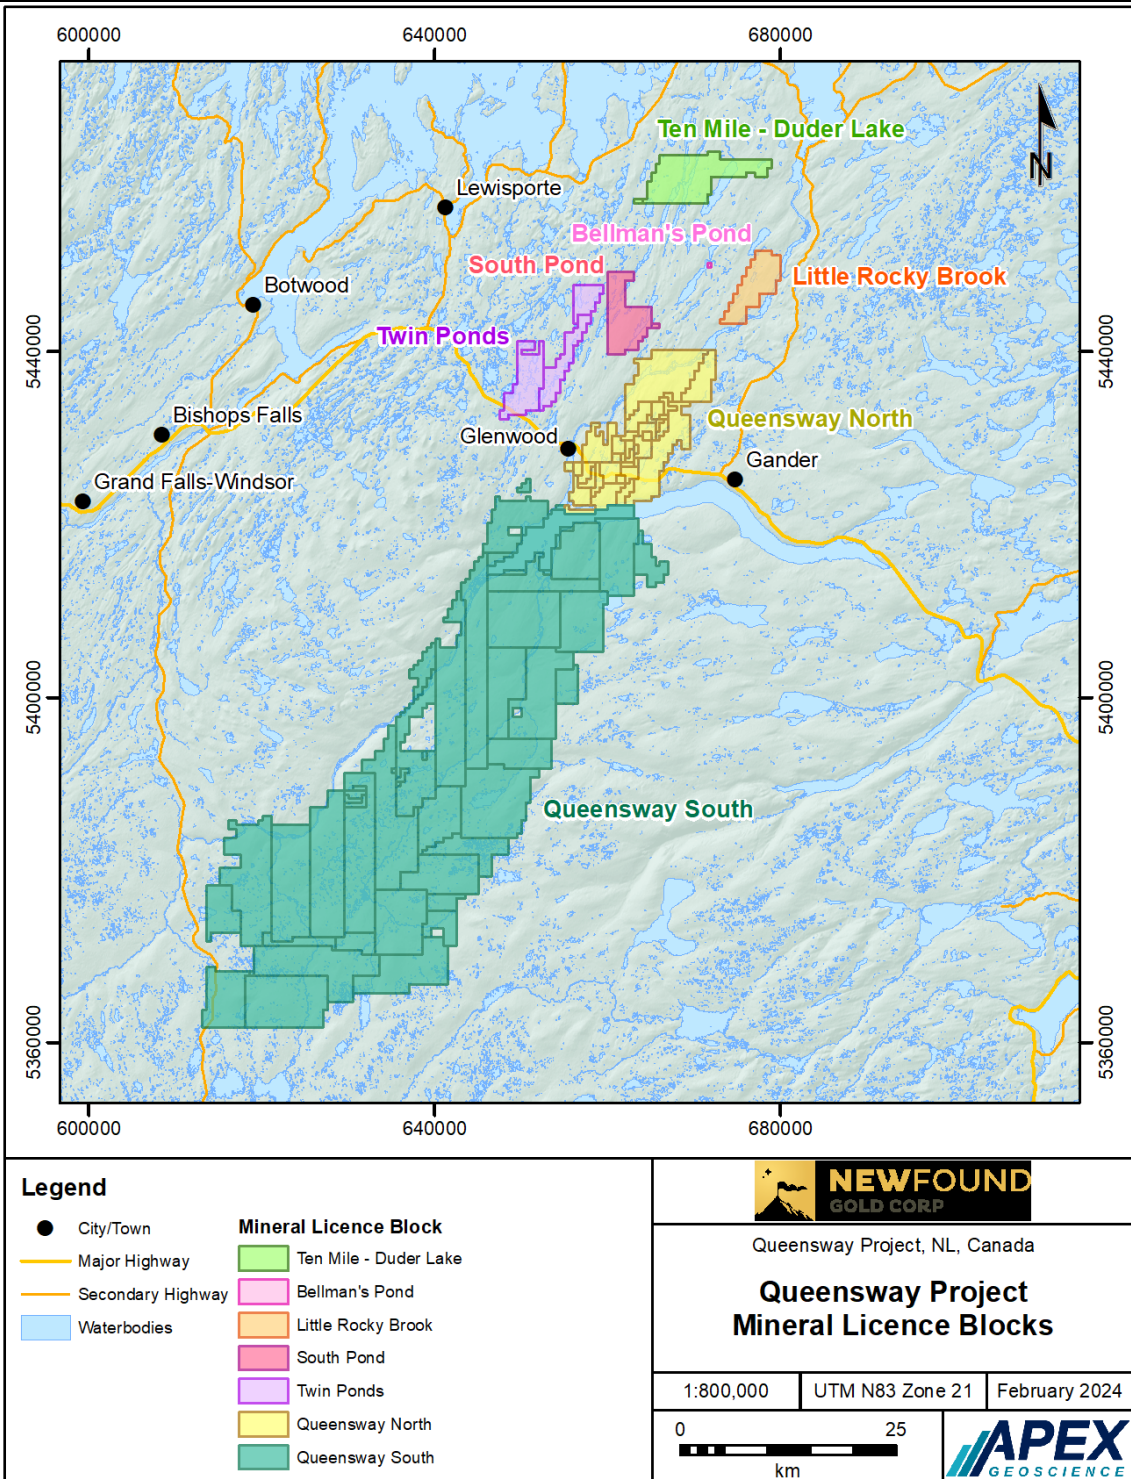 600000
640000
680000
Ten Mile - Duder Lake
N
Lewisporte
Bellman's Pond
South Pond
Little Rocky Brook
Botwood
Twin Ponds
5440000
5440000
Bishops Falls
Queensway North
Glenwood
Gander
Grand Falls-Windsor
5400000
5400000
Queensway South
5360000
5360000
600000
640000
680000
Legend
City/Town
Major Highway
Secondary Highway
Waterbodies
Mineral Licence Block
Ten Mile - Duder Lake
Bellman's Pond
Little Rocky Brook
South Pond
Twin Ponds
Queensway North
Queensway South
NEWFOUND
GOLD CORP
Queensway Project, NL, Canada
Queensway Project
Mineral Licence Blocks
1:800,000
UTM N83 Zone 21
February 2024
0
25
km
APEX
GEOSCIENCE